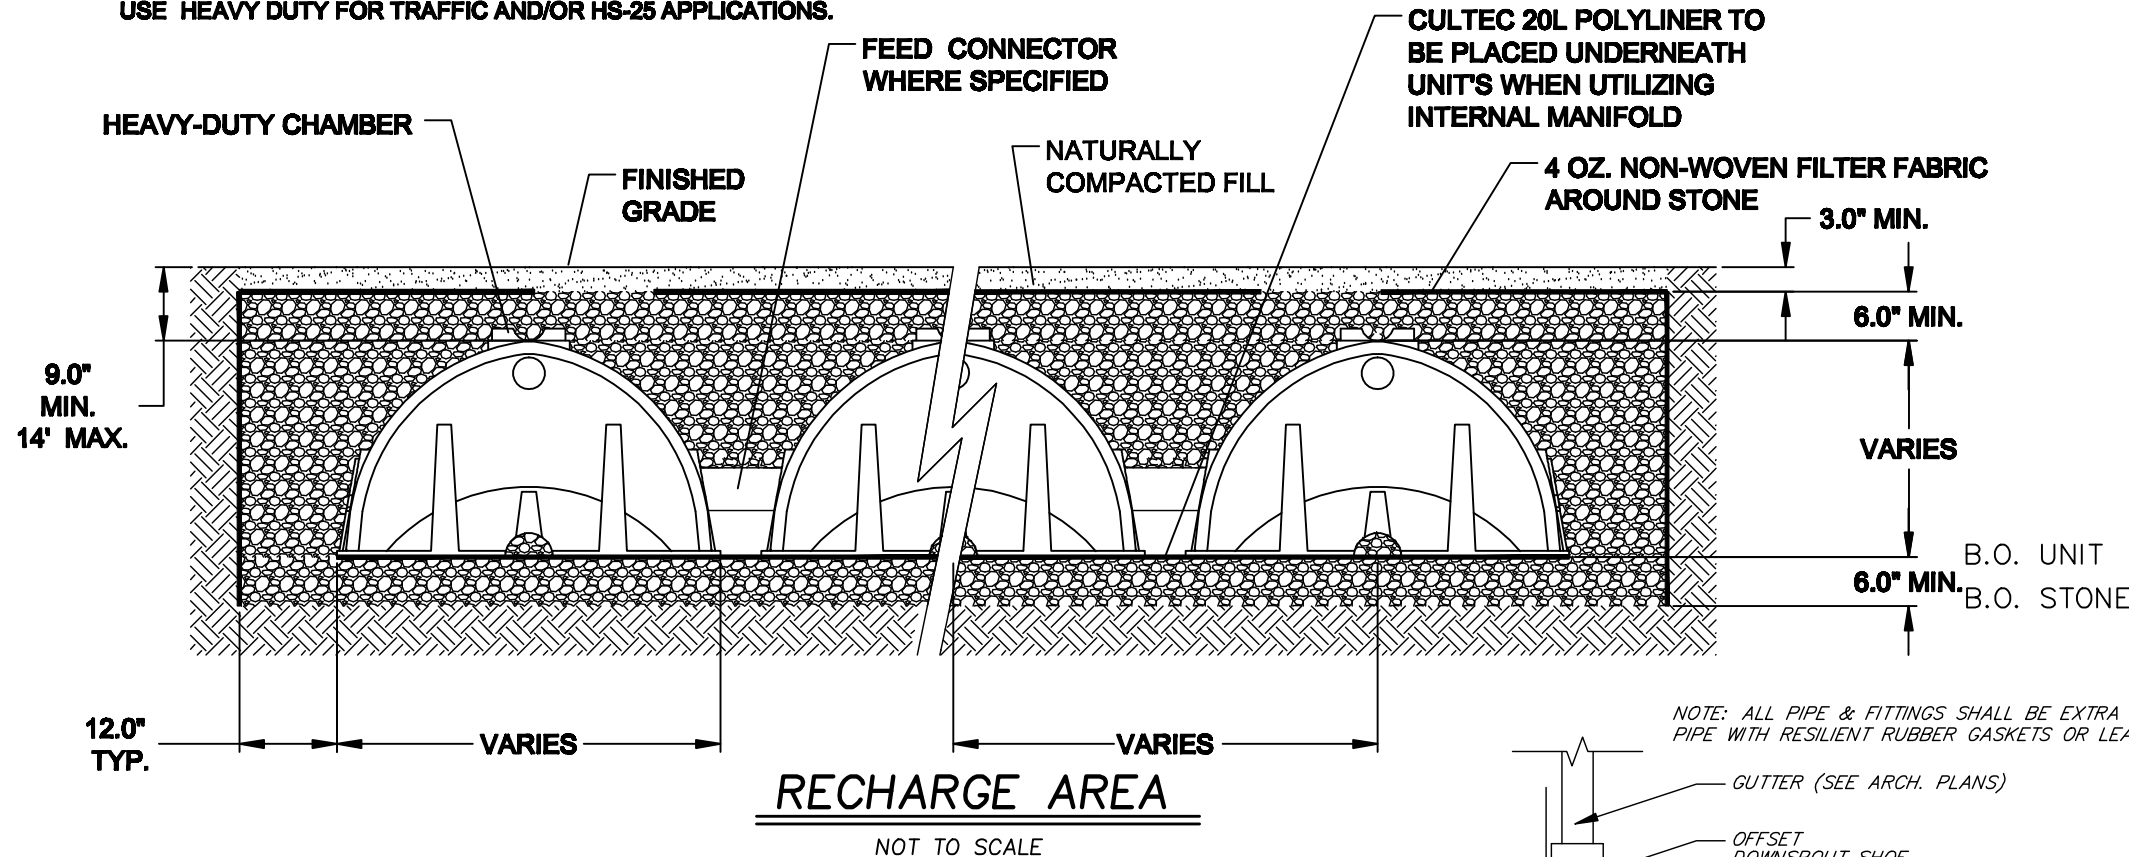 USE HEAVY DUTY FOR TRAFFIC AND/OR HS-25 APPLICATIONS.
FEED CONNECTOR
WHERE SPECIFIED
CULTEC 20L POLYLINER TO
BE PLACED UNDERNEATH
UNIT'S WHEN UTILIZING
INTERNAL MANIFOLD
HEAVY-DUTY CHAMBER
FINISHED
GRADE
NATURALLY
COMPACTED FILL
4 OZ. NON-WOVEN FILTER FABRIC
AROUND STONE
3.0" MIN.
6.0" MIN.
9.0"
MIN.
14' MAX.
VARIES
B.O. UNIT
6.0" MIN.
B.O. STONE
12.0"
TYP.
VARIES
VARIES
RECHARGE AREA
NOT TO SCALE
NOTE: ALL PIPE & FITTINGS SHALL BE EXTRA
PIPE WITH RESILIENT RUBBER GASKETS OR
GUTTER (SEE ARCH. PLANS)
OFFSET
DOWNSPOUT SHOE